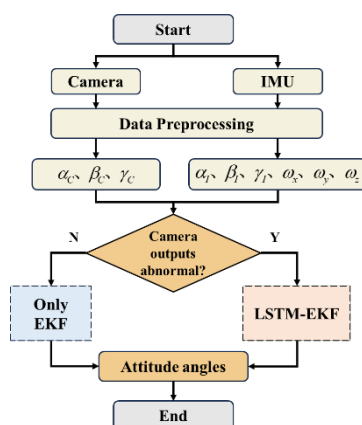 Start
Camera
IMU
Data Preprocessing
α_C、β_C、γ_C
α_I、β_I、γ_I、ω_x、ω_y、ω_z
N
Camera
outputs
abnormal?
Y
Only
EKF
LSTM-EKF
Attitude angles
End